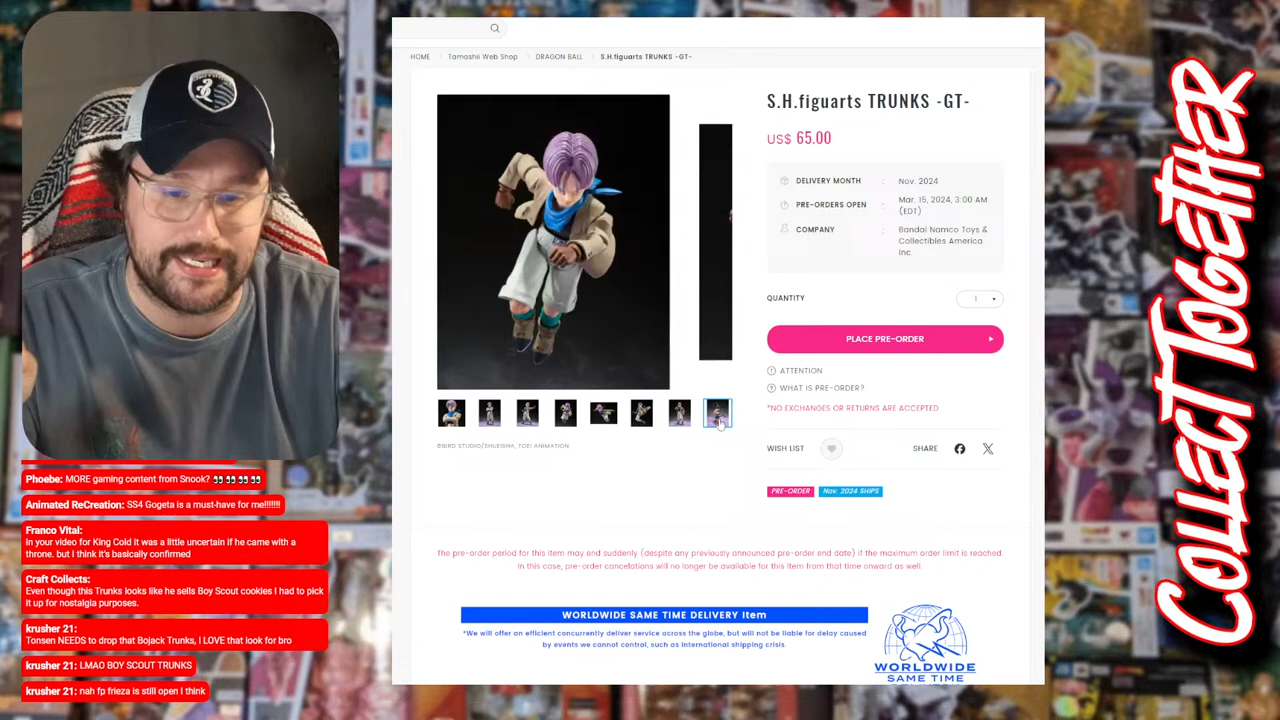 HOME
Tamashii Web Shop
DRAGON BALL
S.H.figuarts TRUNKS -GT-
S.H.figuarts TRUNKS -GT-
US$ 65.00
DELIVERY MONTH : Nov. 2024
PRE-ORDERS OPEN : Mar. 15, 2024, 3:00 AM
(EDT)
COMPANY : Bandai Namco Toys &
Collectibles America
Inc.
QUANTITY 1
PLACE PRE-ORDER
ATTENTION
WHAT IS PRE-ORDER?
*NO EXCHANGES OR RETURNS ARE ACCEPTED
WISH LIST
SHARE
PRE-ORDER
Nov. 2024 SHIPS
©BIRD STUDIO/SHUEISHA, TOEI ANIMATION
The pre-order period for this item may end suddenly (despite any previously announced pre-order end date) if the maximum order limit is reached.
In this case, pre-order cancelations will no longer be available for this item from that time onward as well.
WORLDWIDE SAME TIME DELIVERY Item
*We will offer an efficient concurrently deliver service across the globe, but will not be liable for delay caused
by events we cannot control, such as international shipping crisis.
WORLDWIDE
SAME TIME
Phoebe: MORE gaming content from Snook? 👀👀👀👀
Animated ReCreation: SS4 Gogeta is a must-have for me!!!!!!!
Franco Vital:
In your video for King Cold it was a little uncertain if he came with a
throne. but I think it's basically confirmed
Craft Collects:
Even though this Trunks looks like he sells Boy Scout cookies I had to pick
it up for nostalgia purposes.
krusher 21:
Tonsen NEEDS to drop that Bojack Trunks, I LOVE that look for bro
krusher 21: LMAO BOY SCOUT TRUNKS
krusher 21: nah fp frieza is still open I think
COLLECT TOGETHER